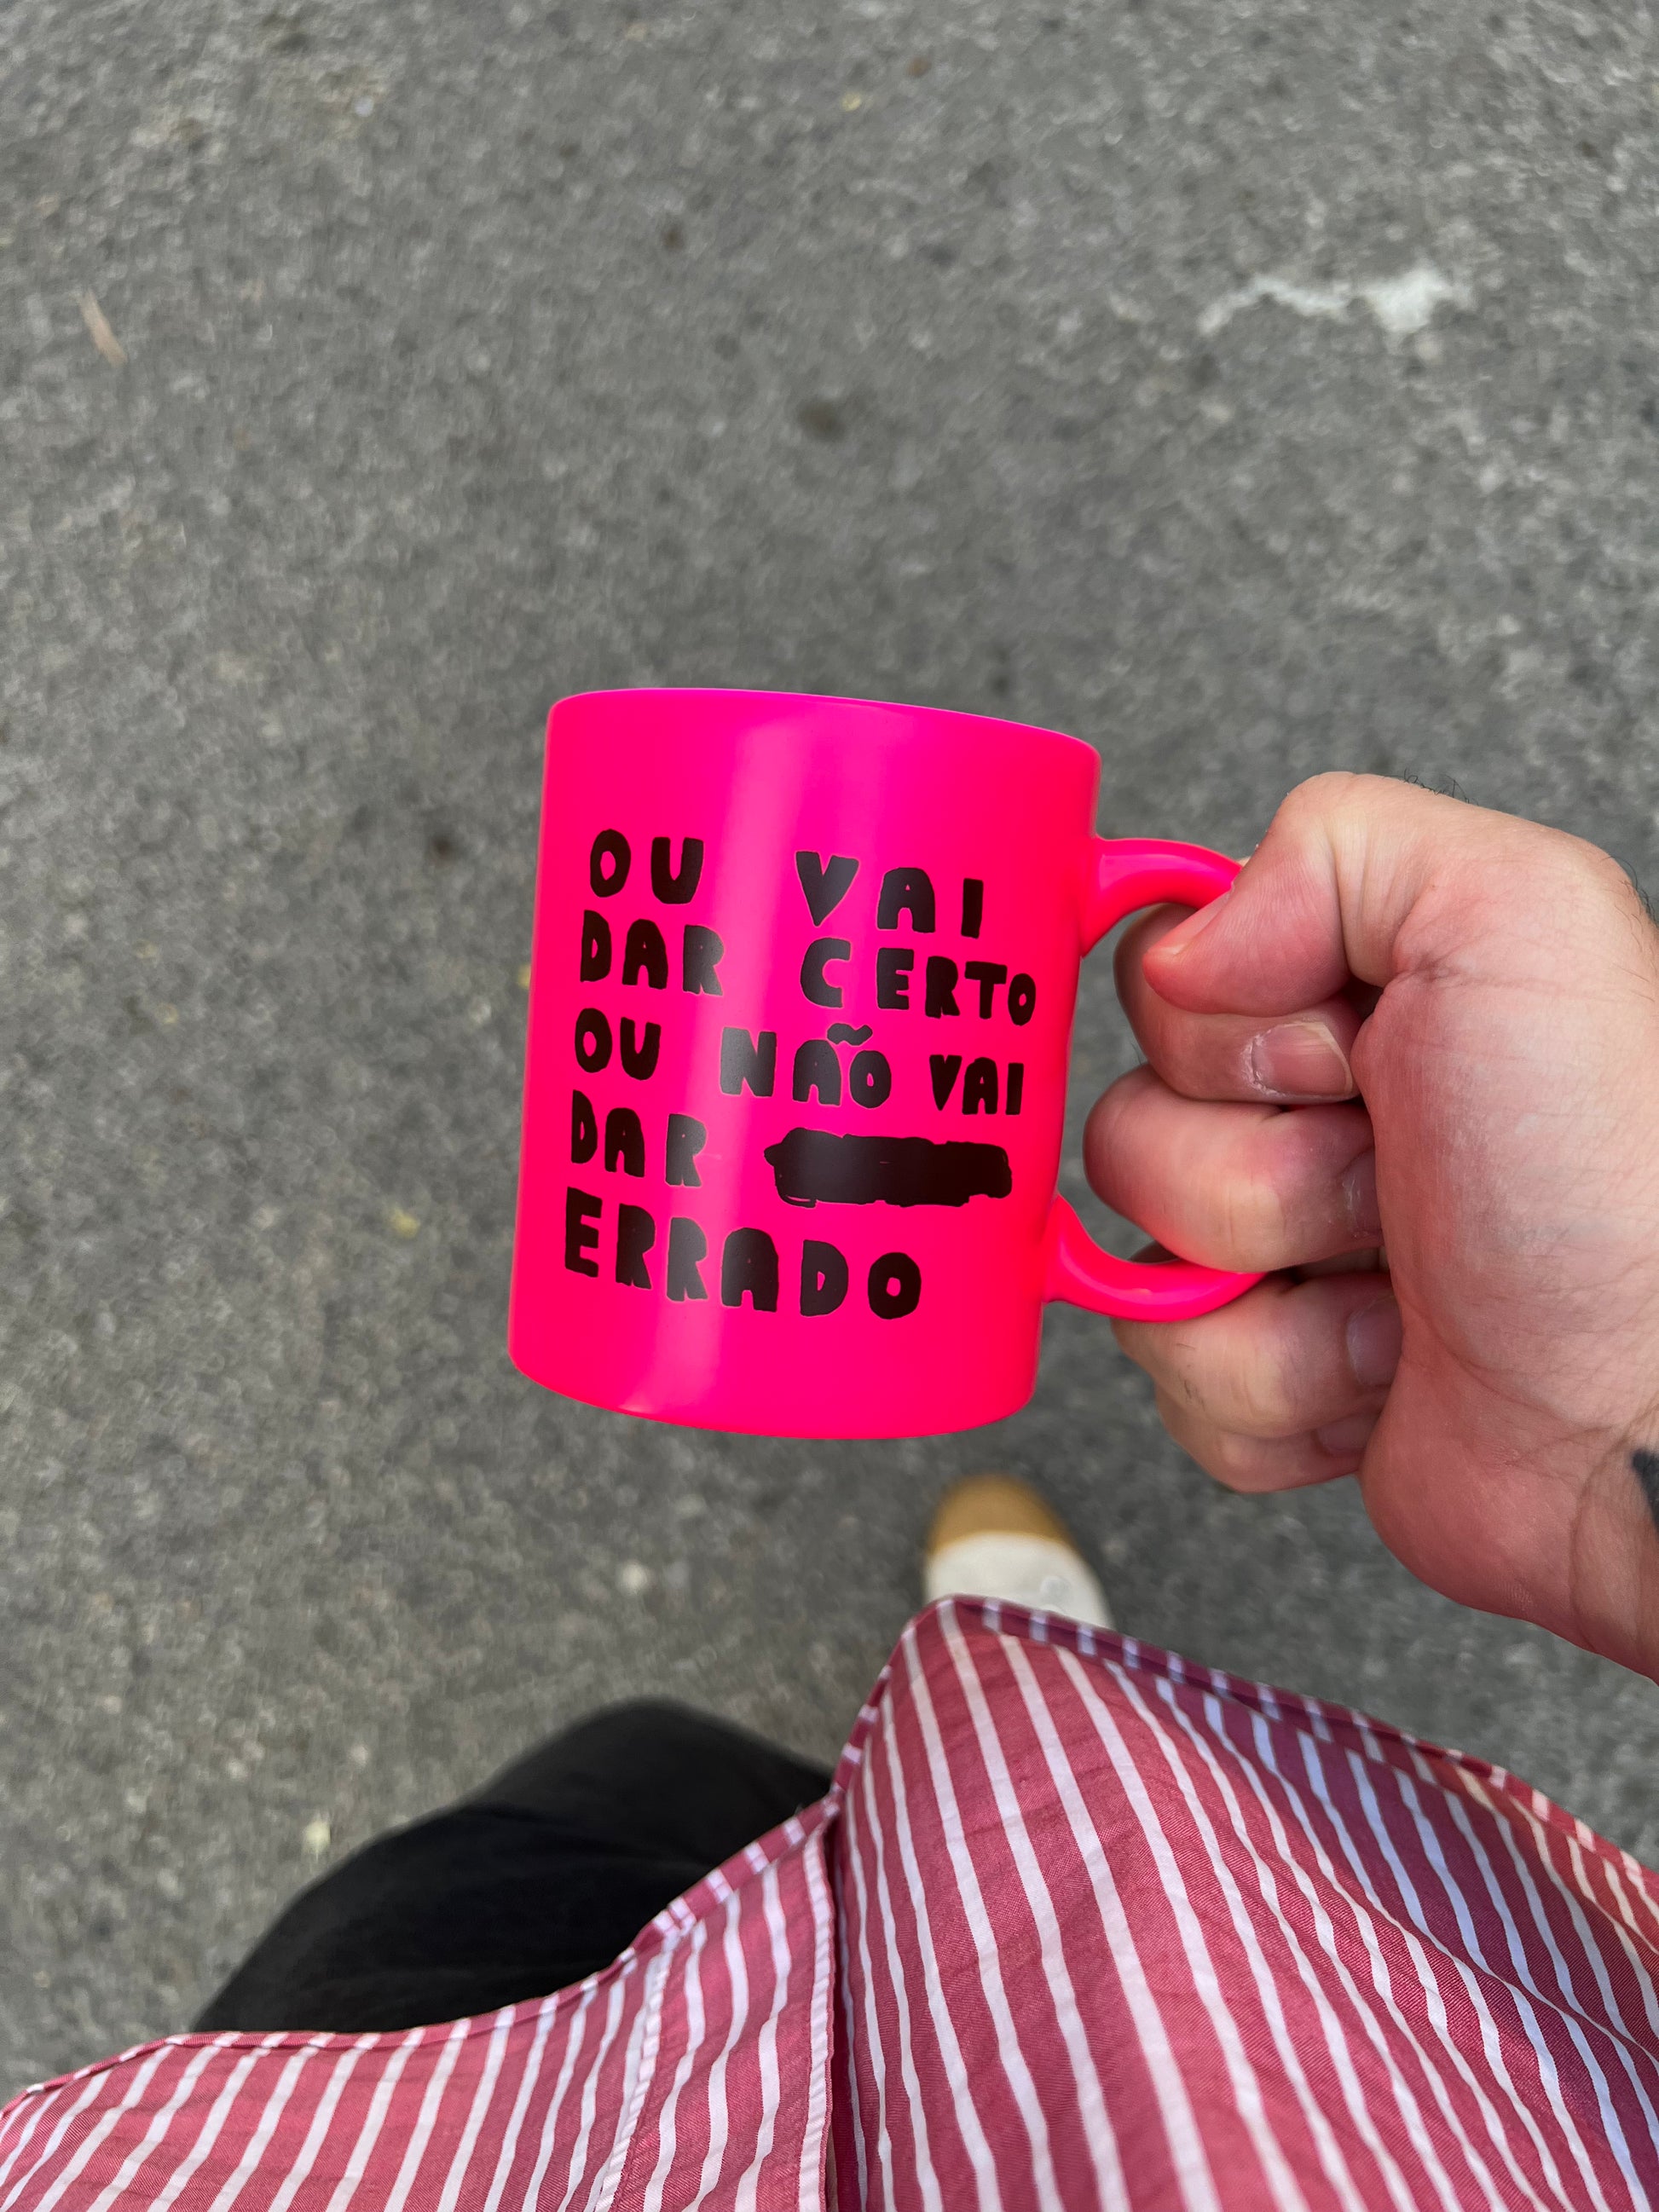 OU VAI
DAR CERTO
OU NÃO VAI
DAR
ERRADO